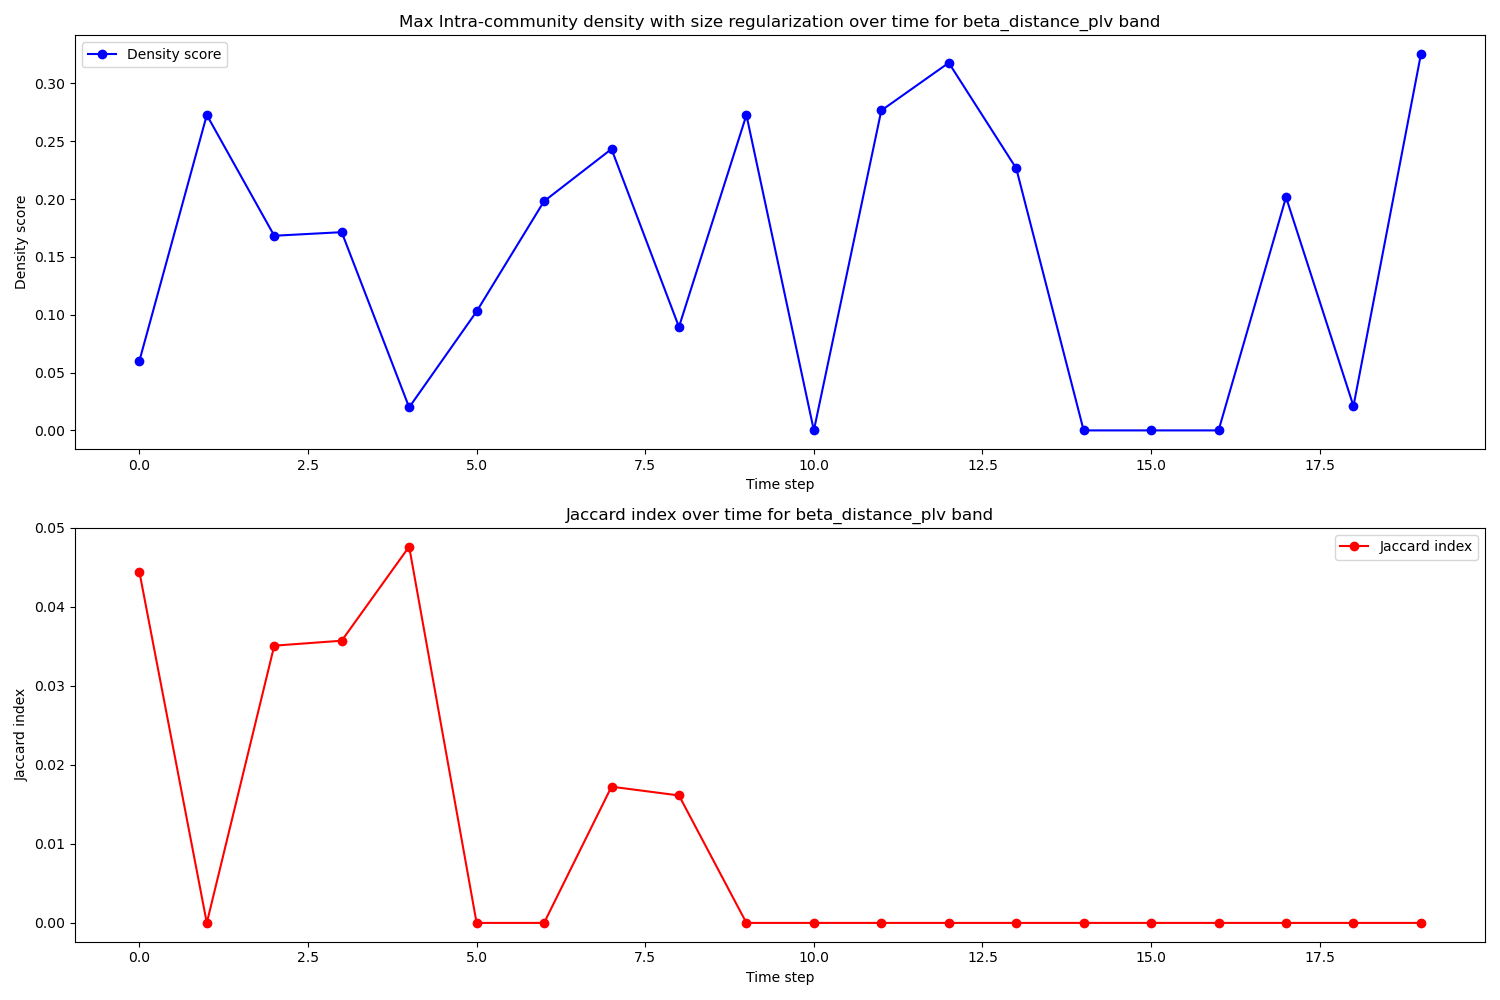 Max Intra-community density with size regularization over time for beta_distance_plv band
Density score
0.30
0.25
0.20
0.15
0.10
0.05
0.00
Density score
0.0 2.5 5.0 7.5 10.0 12.5 15.0 17.5
Time step
Jaccard index over time for beta_distance_plv band
Jaccard index
0.05
0.04
0.03
0.02
0.01
0.00
Jaccard index
0.0 2.5 5.0 7.5 10.0 12.5 15.0 17.5
Time step